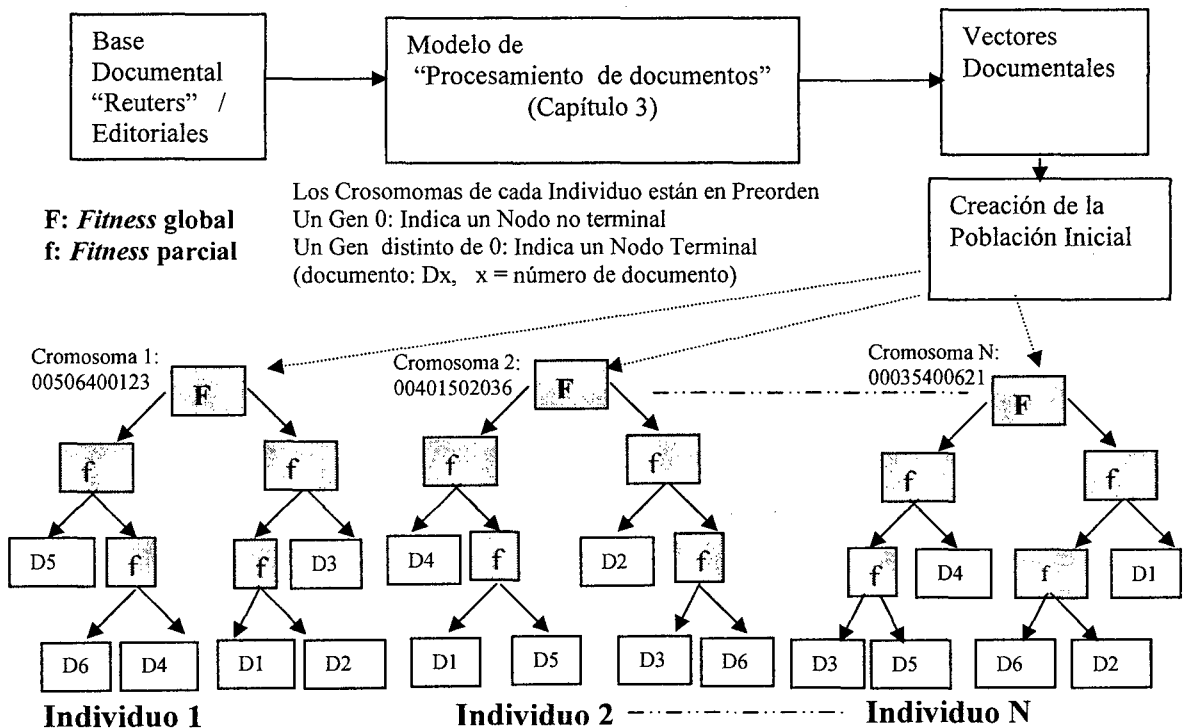 Base
Documental
“Reuters” /
Editoriales
Modelo de
“Procesamiento de documentos”
(Capítulo 3)
Vectores
Documentales
Los Crosomomas de cada Individuo están en Preorden
Un Gen 0: Indica un Nodo no terminal
Un Gen distinto de 0: Indica un Nodo Terminal
(documento: Dx, x = número de documento)
F: Fitness global
f: Fitness parcial
Creación de la
Población Inicial
Cromosoma 1:
00506400123
Cromosoma 2:
00401502036
Cromosoma N:
00035400621
F
F
F
f
f
f
f
f
f
D5
f
f
D3
D4
f
D2
f
f
D4
f
D1
D6
D4
D1
D2
D1
D5
D3
D6
D3
D5
D6
D2
Individuo 1
Individuo 2
Individuo N